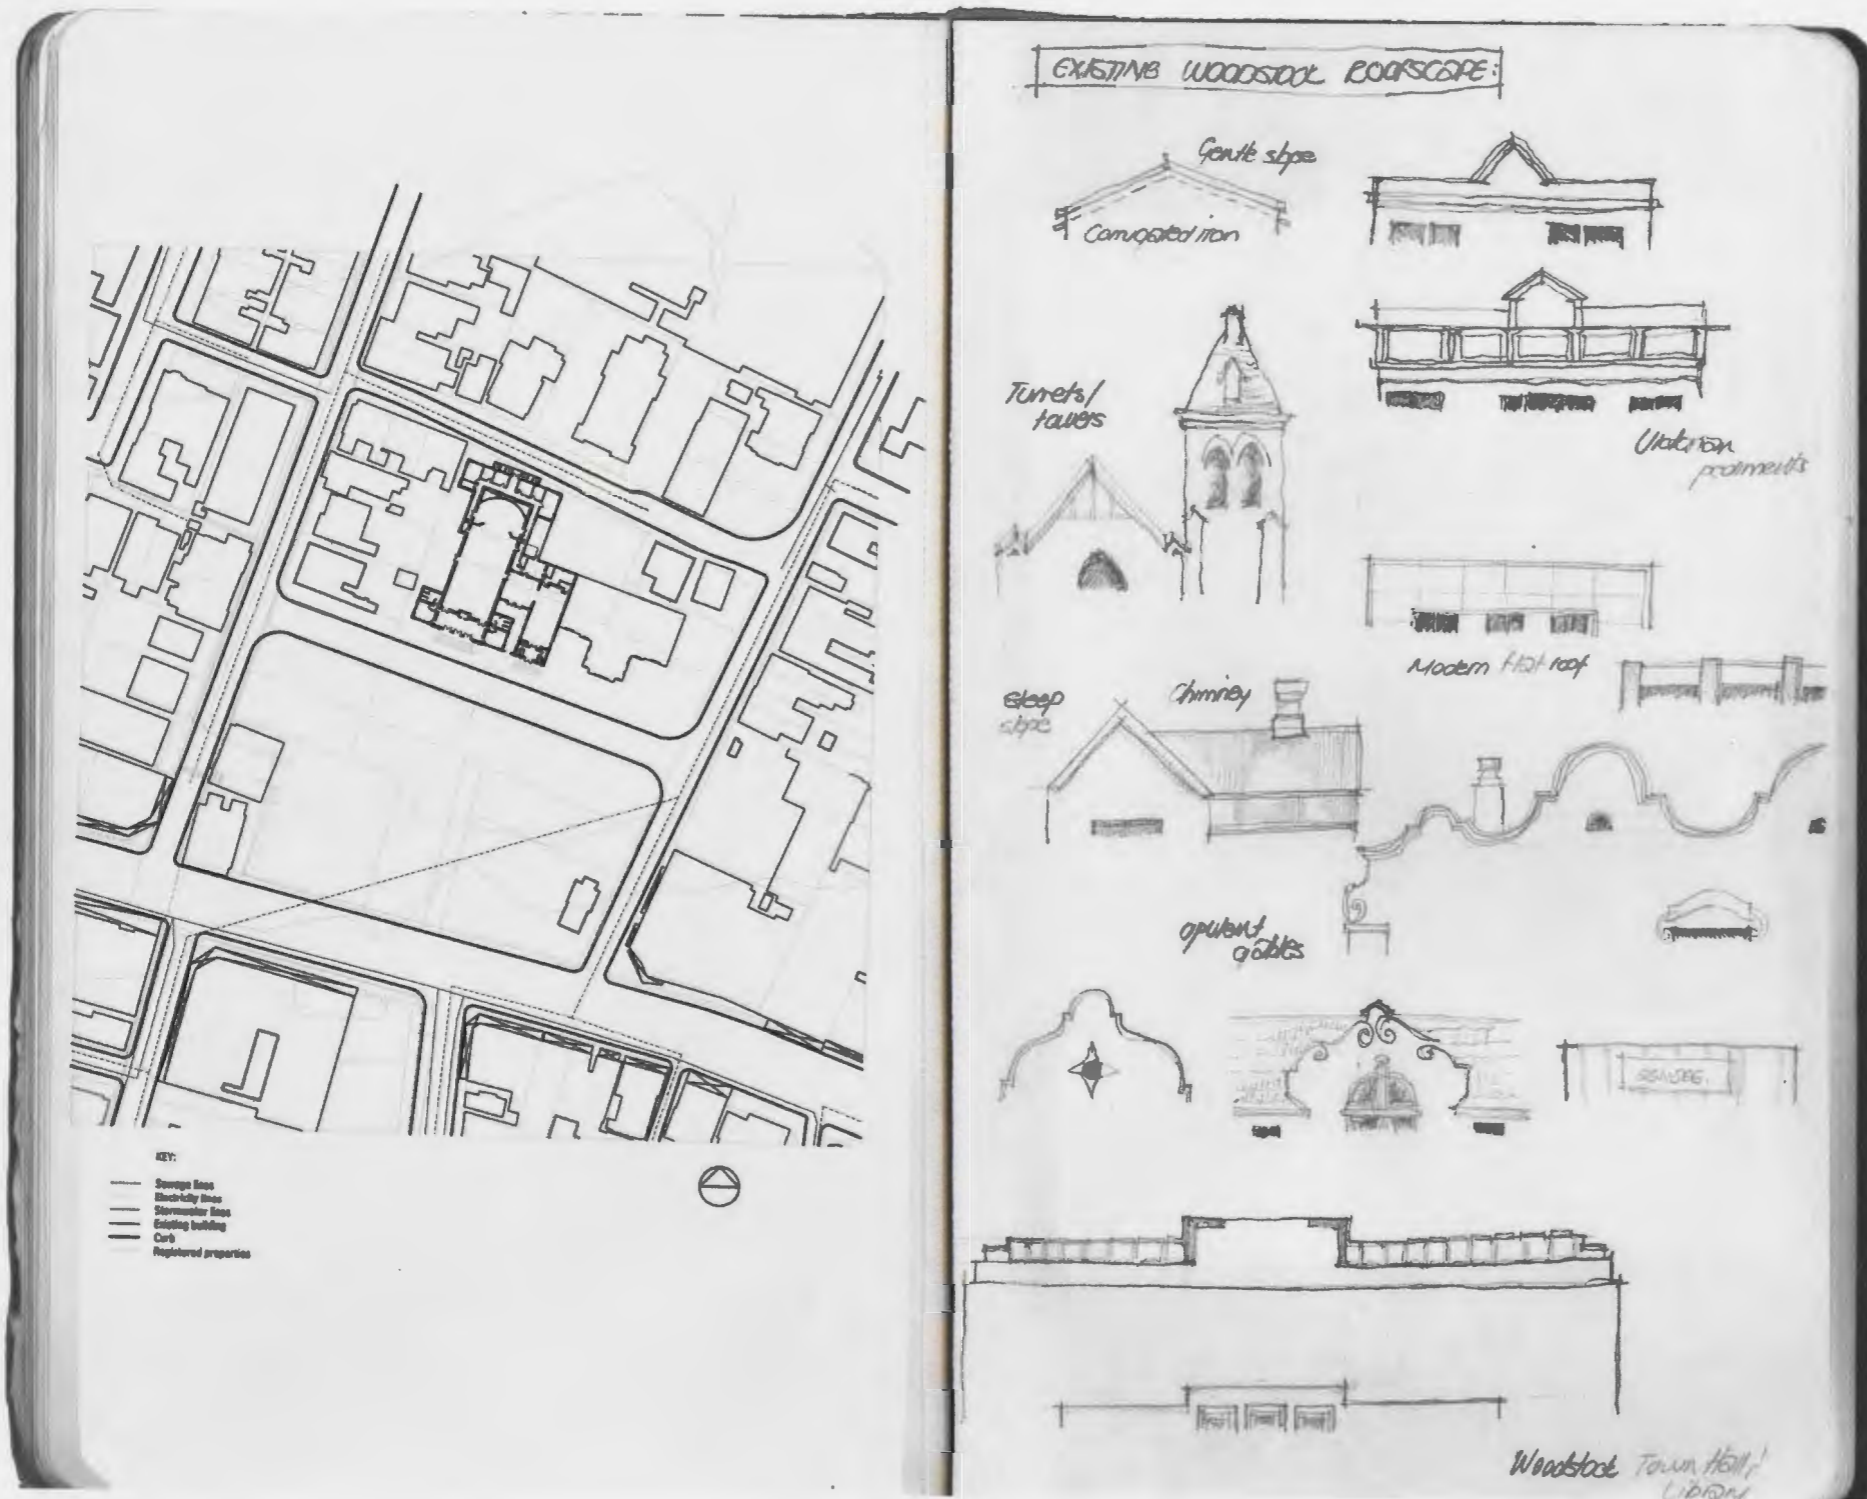 KEY:
Sewage lines
Electricity lines
Stormwater lines
Existing building
Curb
Registered properties
EXISTING WOODSTOCK ROOFSCAPE:
Gentle slope
Corrugated iron
Turrets/
towers
Victorian
pediments
Modern flat roof
Steep
slope
Chimney
opulent
gables
Woodstock Town Hall/
Library